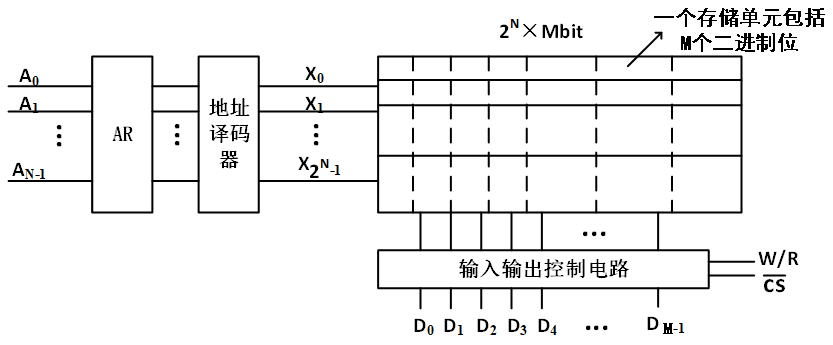 2^N×Mbit
一个存储单元包括
M个二进制位
A0
A1
AN-1
AR
地址
译码
器
X0
X1
X2^N-1
输入输出控制电路
W/R
CS
D0 D1 D2 D3 D4 ... DM-1